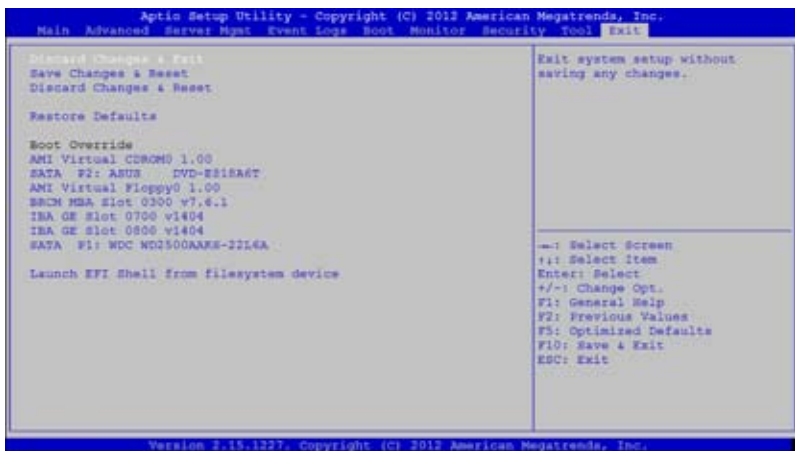 Aptio Setup Utility - Copyright (C) 2012 American Megatrends, Inc.
Main Advanced Server Mgmt Event Logs Boot Monitor Security Tool Exit
Discard Changes & Exit
Save Changes & Reset
Discard Changes & Reset
Restore Defaults
Boot Override
AMI Virtual CDROM0 1.00
SATA P2: ASUS DVD-E818A6T
AMI Virtual Floppy0 1.00
BRCM MBA Slot 0300 v7.6.1
IBA GE Slot 0700 v1404
IBA GE Slot 0800 v1404
SATA P1: WDC WD2500AAKS-22L6A
Launch EFI Shell from filesystem device
Exit system setup without
saving any changes.
→←: Select Screen
↑↓: Select Item
Enter: Select
+/-: Change Opt.
F1: General Help
F2: Previous Values
F5: Optimized Defaults
F10: Save & Exit
ESC: Exit
Version 2.15.1227. Copyright (C) 2012 American Megatrends, Inc.